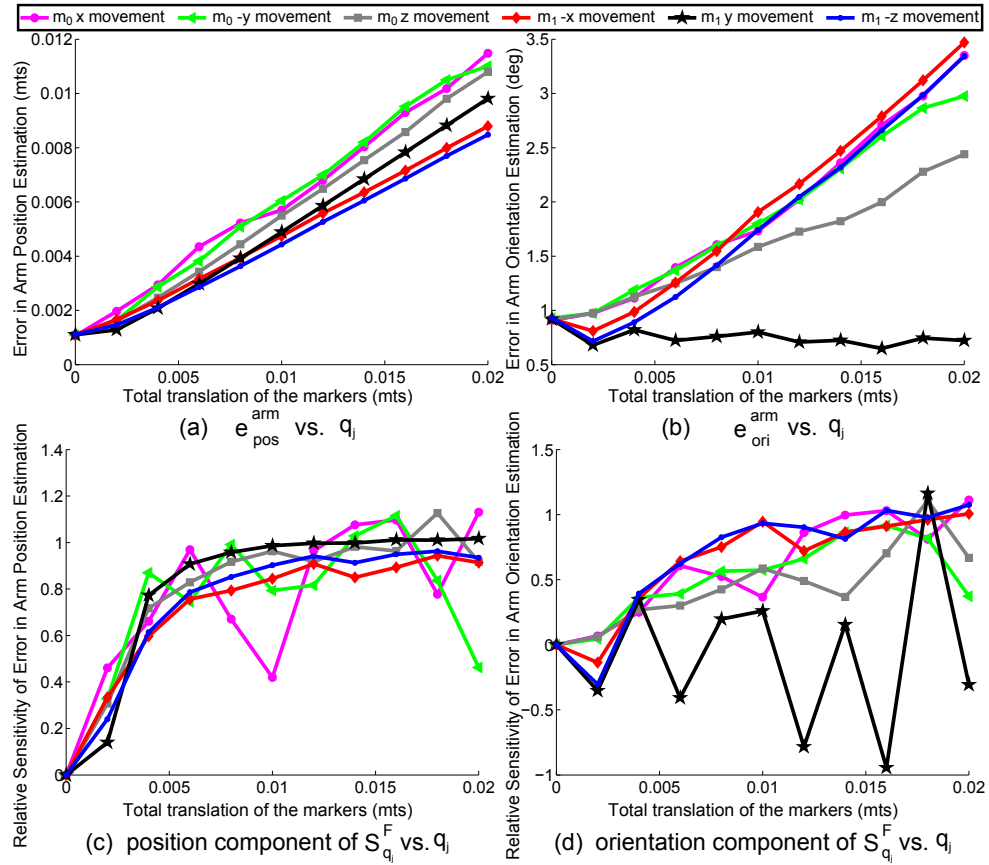 m0 x movement m0 -y movement m0 z movement m1 -x movement m1 y movement m1 -z movement
Error in Arm Position Estimation (mts)
0.012
0.01
0.008
0.006
0.004
0.002
0
0 0.005 0.01 0.015 0.02
Total translation of the markers (mts)
(a) e arm pos vs. qj
Error in Arm Orientation Estimation (deg)
3.5
3
2.5
2
1.5
1
0.5
0 0.005 0.01 0.015 0.02
Total translation of the markers (mts)
(b) e arm ori vs. qj
Relative Sensitivity of Error in Arm Position Estimation
1.4
1.2
1
0.8
0.6
0.4
0.2
0
0 0.005 0.01 0.015 0.02
Total translation of the markers (mts)
(c) position component of S F qj vs. qj
Relative Sensitivity of Error in Arm Orientation Estimation
1.5
1
0.5
0
−0.5
−1
0 0.005 0.01 0.015 0.02
Total translation of the markers (mts)
(d) orientation component of S F qj vs. qj